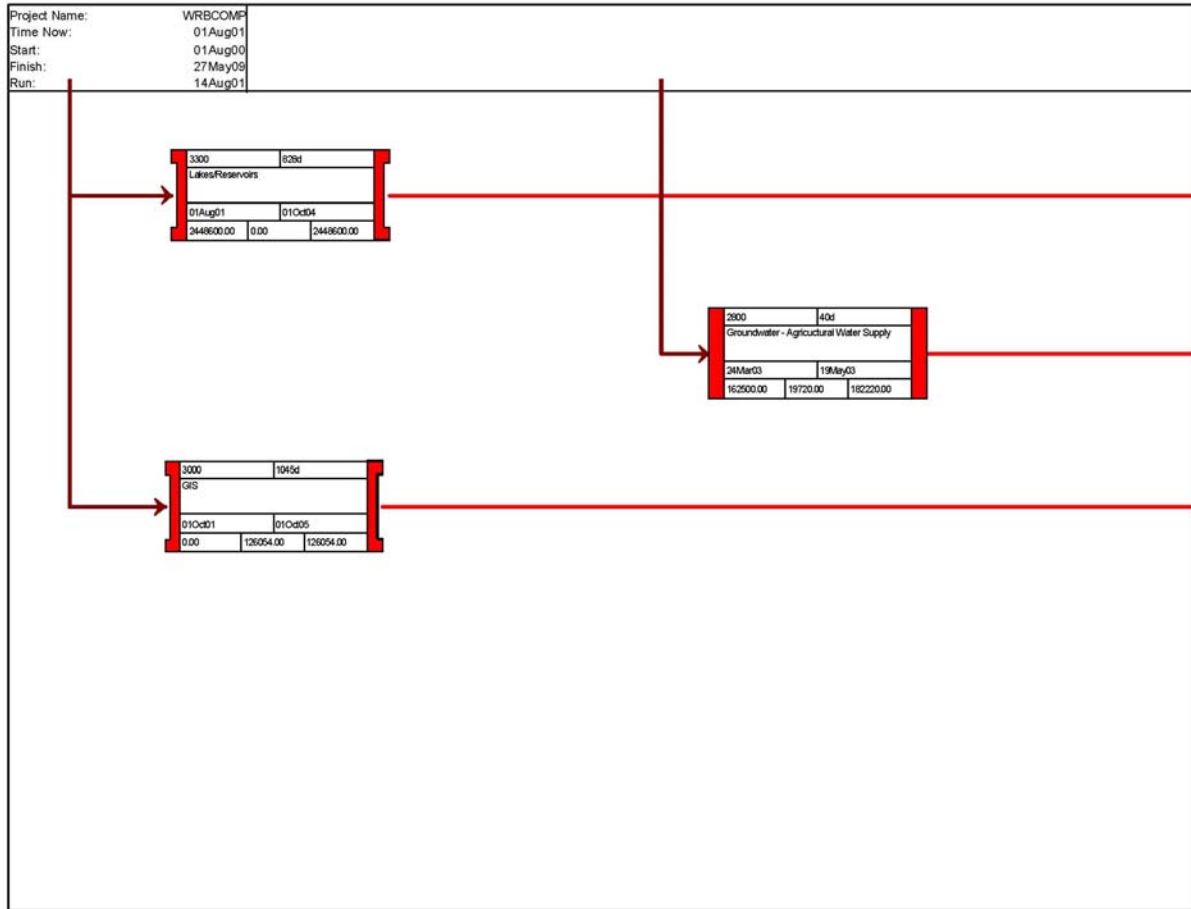 Project Name: WRBCOMP
Time Now: 01Aug01
Start: 01Aug00
Finish: 27May09
Run: 14Aug01
3300 828d
Lakes/Reservoirs
01Aug01 01Oct04
2448600.00 0.00 2448600.00
2800 40d
Groundwater - Agricuctural Water Supply
24Mar03 19May03
162500.00 19720.00 182220.00
3000 1045d
GIS
01Oct01 01Oct05
0.00 126054.00 126054.00